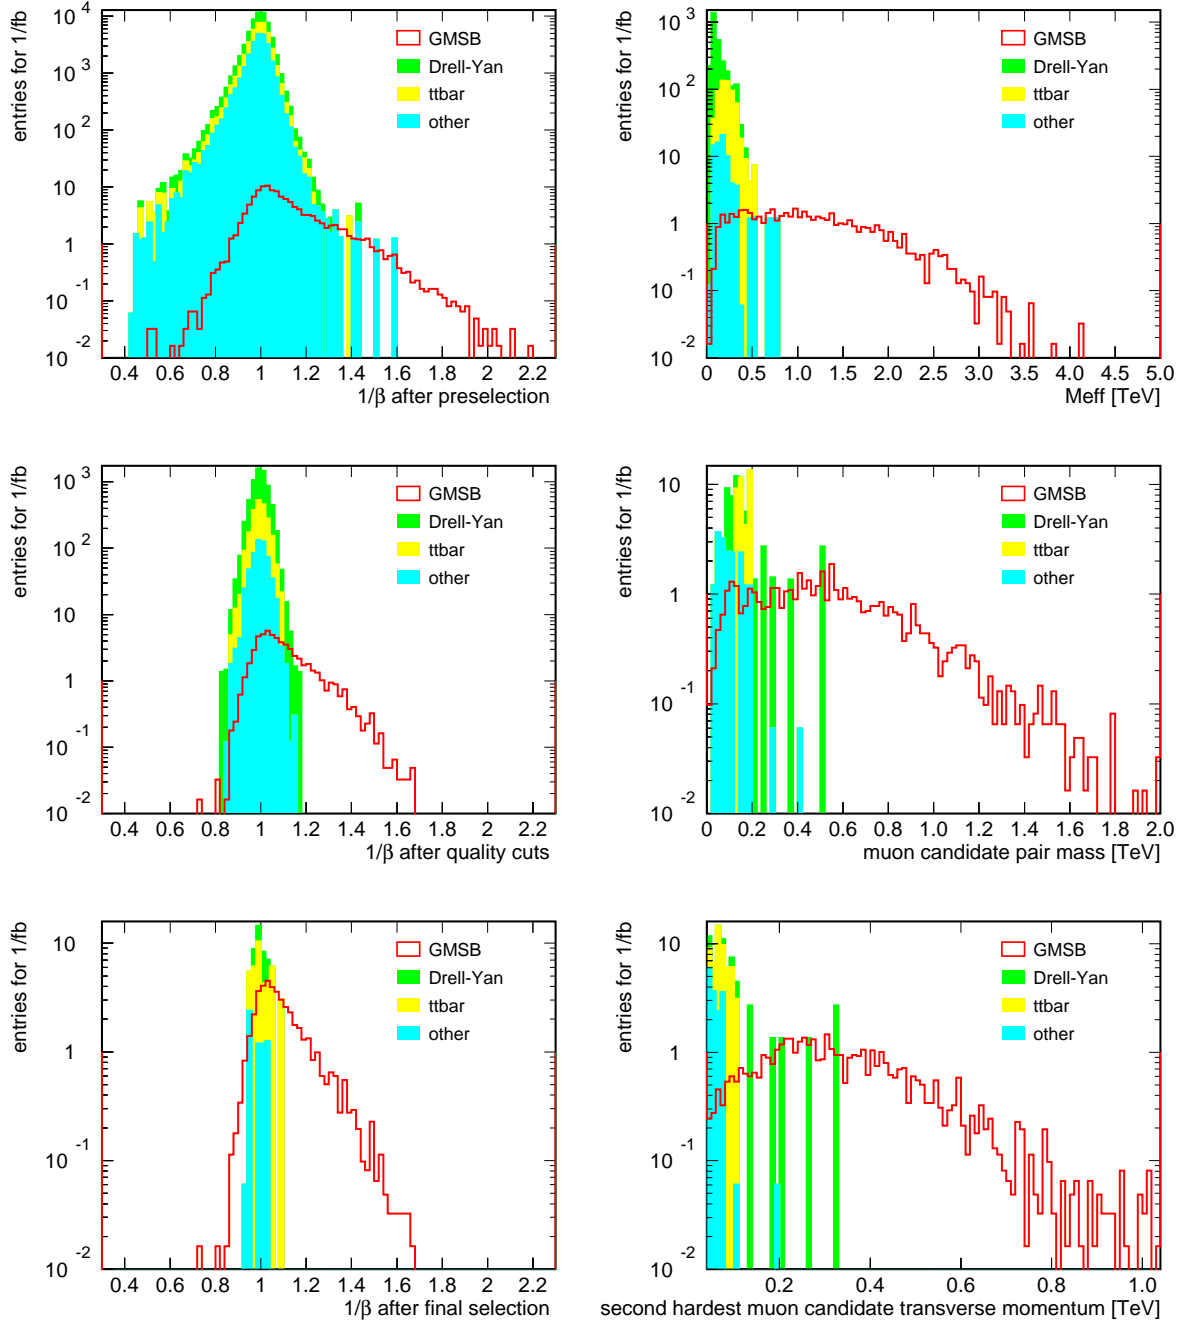 entries for 1/fb
10 4
10 3
10 2
10
1
10 -1
10 -2
GMSB
Drell-Yan
ttbar
other
0.4 0.6 0.8 1 1.2 1.4 1.6 1.8 2 2.2
1/β after preselection
entries for 1/fb
10 3
10 2
10
1
10 -1
10 -2
GMSB
Drell-Yan
ttbar
other
0 0.5 1.0 1.5 2.0 2.5 3.0 3.5 4.0 4.5 5.0
Meff [TeV]
entries for 1/fb
10 3
10 2
10
1
10 -1
10 -2
GMSB
Drell-Yan
ttbar
other
0.4 0.6 0.8 1 1.2 1.4 1.6 1.8 2 2.2
1/β after quality cuts
entries for 1/fb
10
1
10 -1
10 -2
GMSB
Drell-Yan
ttbar
other
0 0.2 0.4 0.6 0.8 1.0 1.2 1.4 1.6 1.8 2.0
muon candidate pair mass [TeV]
entries for 1/fb
10
1
10 -1
10 -2
GMSB
Drell-Yan
ttbar
other
0.4 0.6 0.8 1 1.2 1.4 1.6 1.8 2 2.2
1/β after final selection
entries for 1/fb
10
1
10 -1
10 -2
GMSB
Drell-Yan
ttbar
other
0.2 0.4 0.6 0.8 1.0
second hardest muon candidate transverse momentum [TeV]